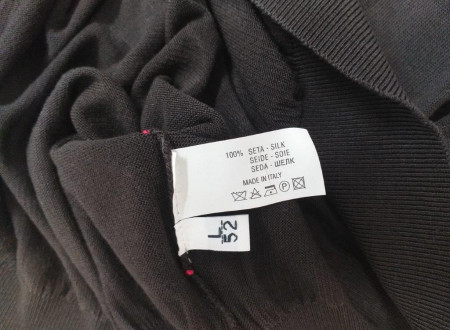 100% SETA - SILK
SEIDE - SOIE
SEDA - ШЕЛК
MADE IN ITALY
P
L
52